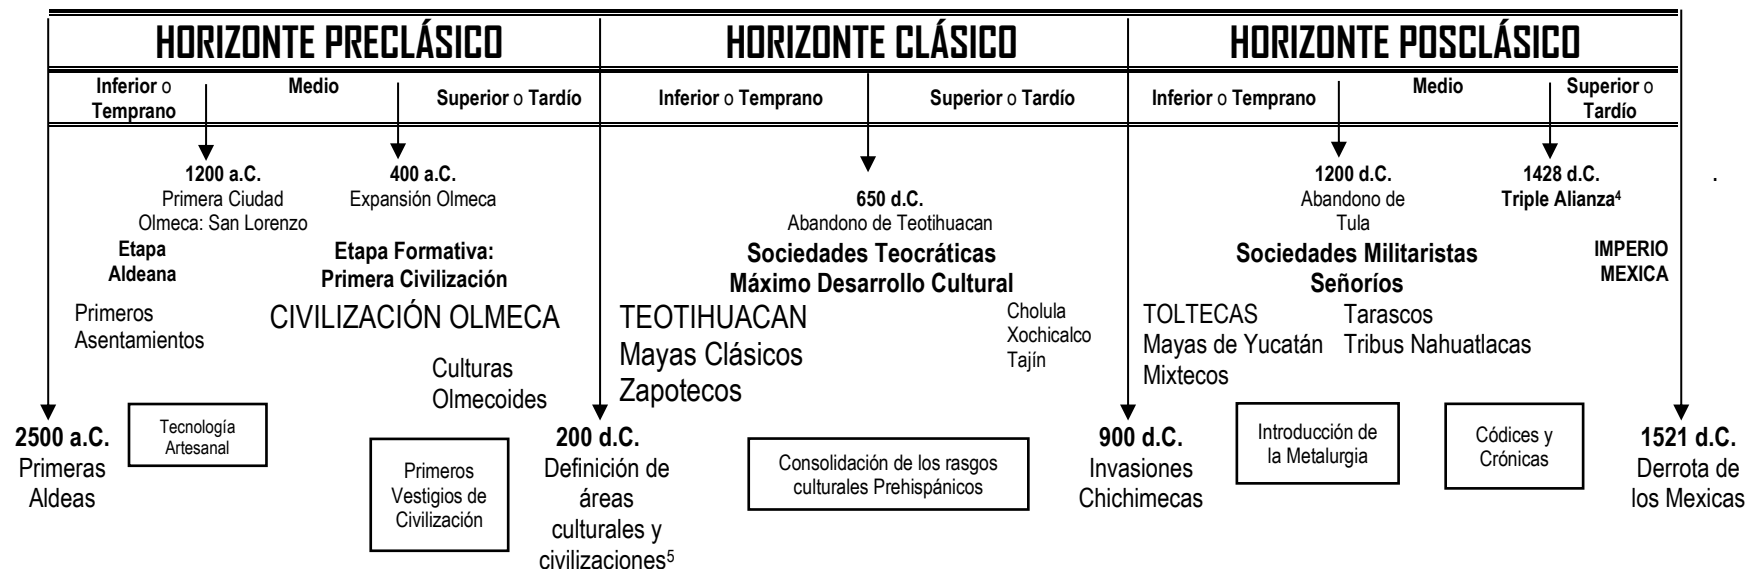 HORIZONTE PRECLÁSICO
HORIZONTE CLÁSICO
HORIZONTE POSCLÁSICO
Inferior o
Temprano
Medio
Superior o Tardío
Inferior o Temprano
Superior o Tardío
Inferior o Temprano
Medio
Superior o
Tardío
1200 a.C.
Primera Ciudad
Olmeca: San Lorenzo
400 a.C.
Expansión Olmeca
650 d.C.
Abandono de Teotihuacan
1200 d.C.
Abandono de
Tula
1428 d.C.
Triple Alianza⁴
.
Etapa
Aldeana
Etapa Formativa:
Primera Civilización
Sociedades Teocráticas
Máximo Desarrollo Cultural
Sociedades Militaristas
Señoríos
IMPERIO
MEXICA
Primeros
Asentamientos
CIVILIZACIÓN OLMECA
Culturas
Olmecoides
TEOTIHUACAN
Mayas Clásicos
Zapotecos
Cholula
Xochicalco
Tajín
TOLTECAS
Mayas de Yucatán
Mixtecos
Tarascos
Tribus Nahuatlacas
2500 a.C.
Primeras
Aldeas
Tecnología
Artesanal
Primeros
Vestigios de
Civilización
200 d.C.
Definición de
áreas
culturales y
civilizaciones⁵
Consolidación de los rasgos
culturales Prehispánicos
900 d.C.
Invasiones
Chichimecas
Introducción de
la Metalurgia
Códices y
Crónicas
1521 d.C.
Derrota de
los Mexicas